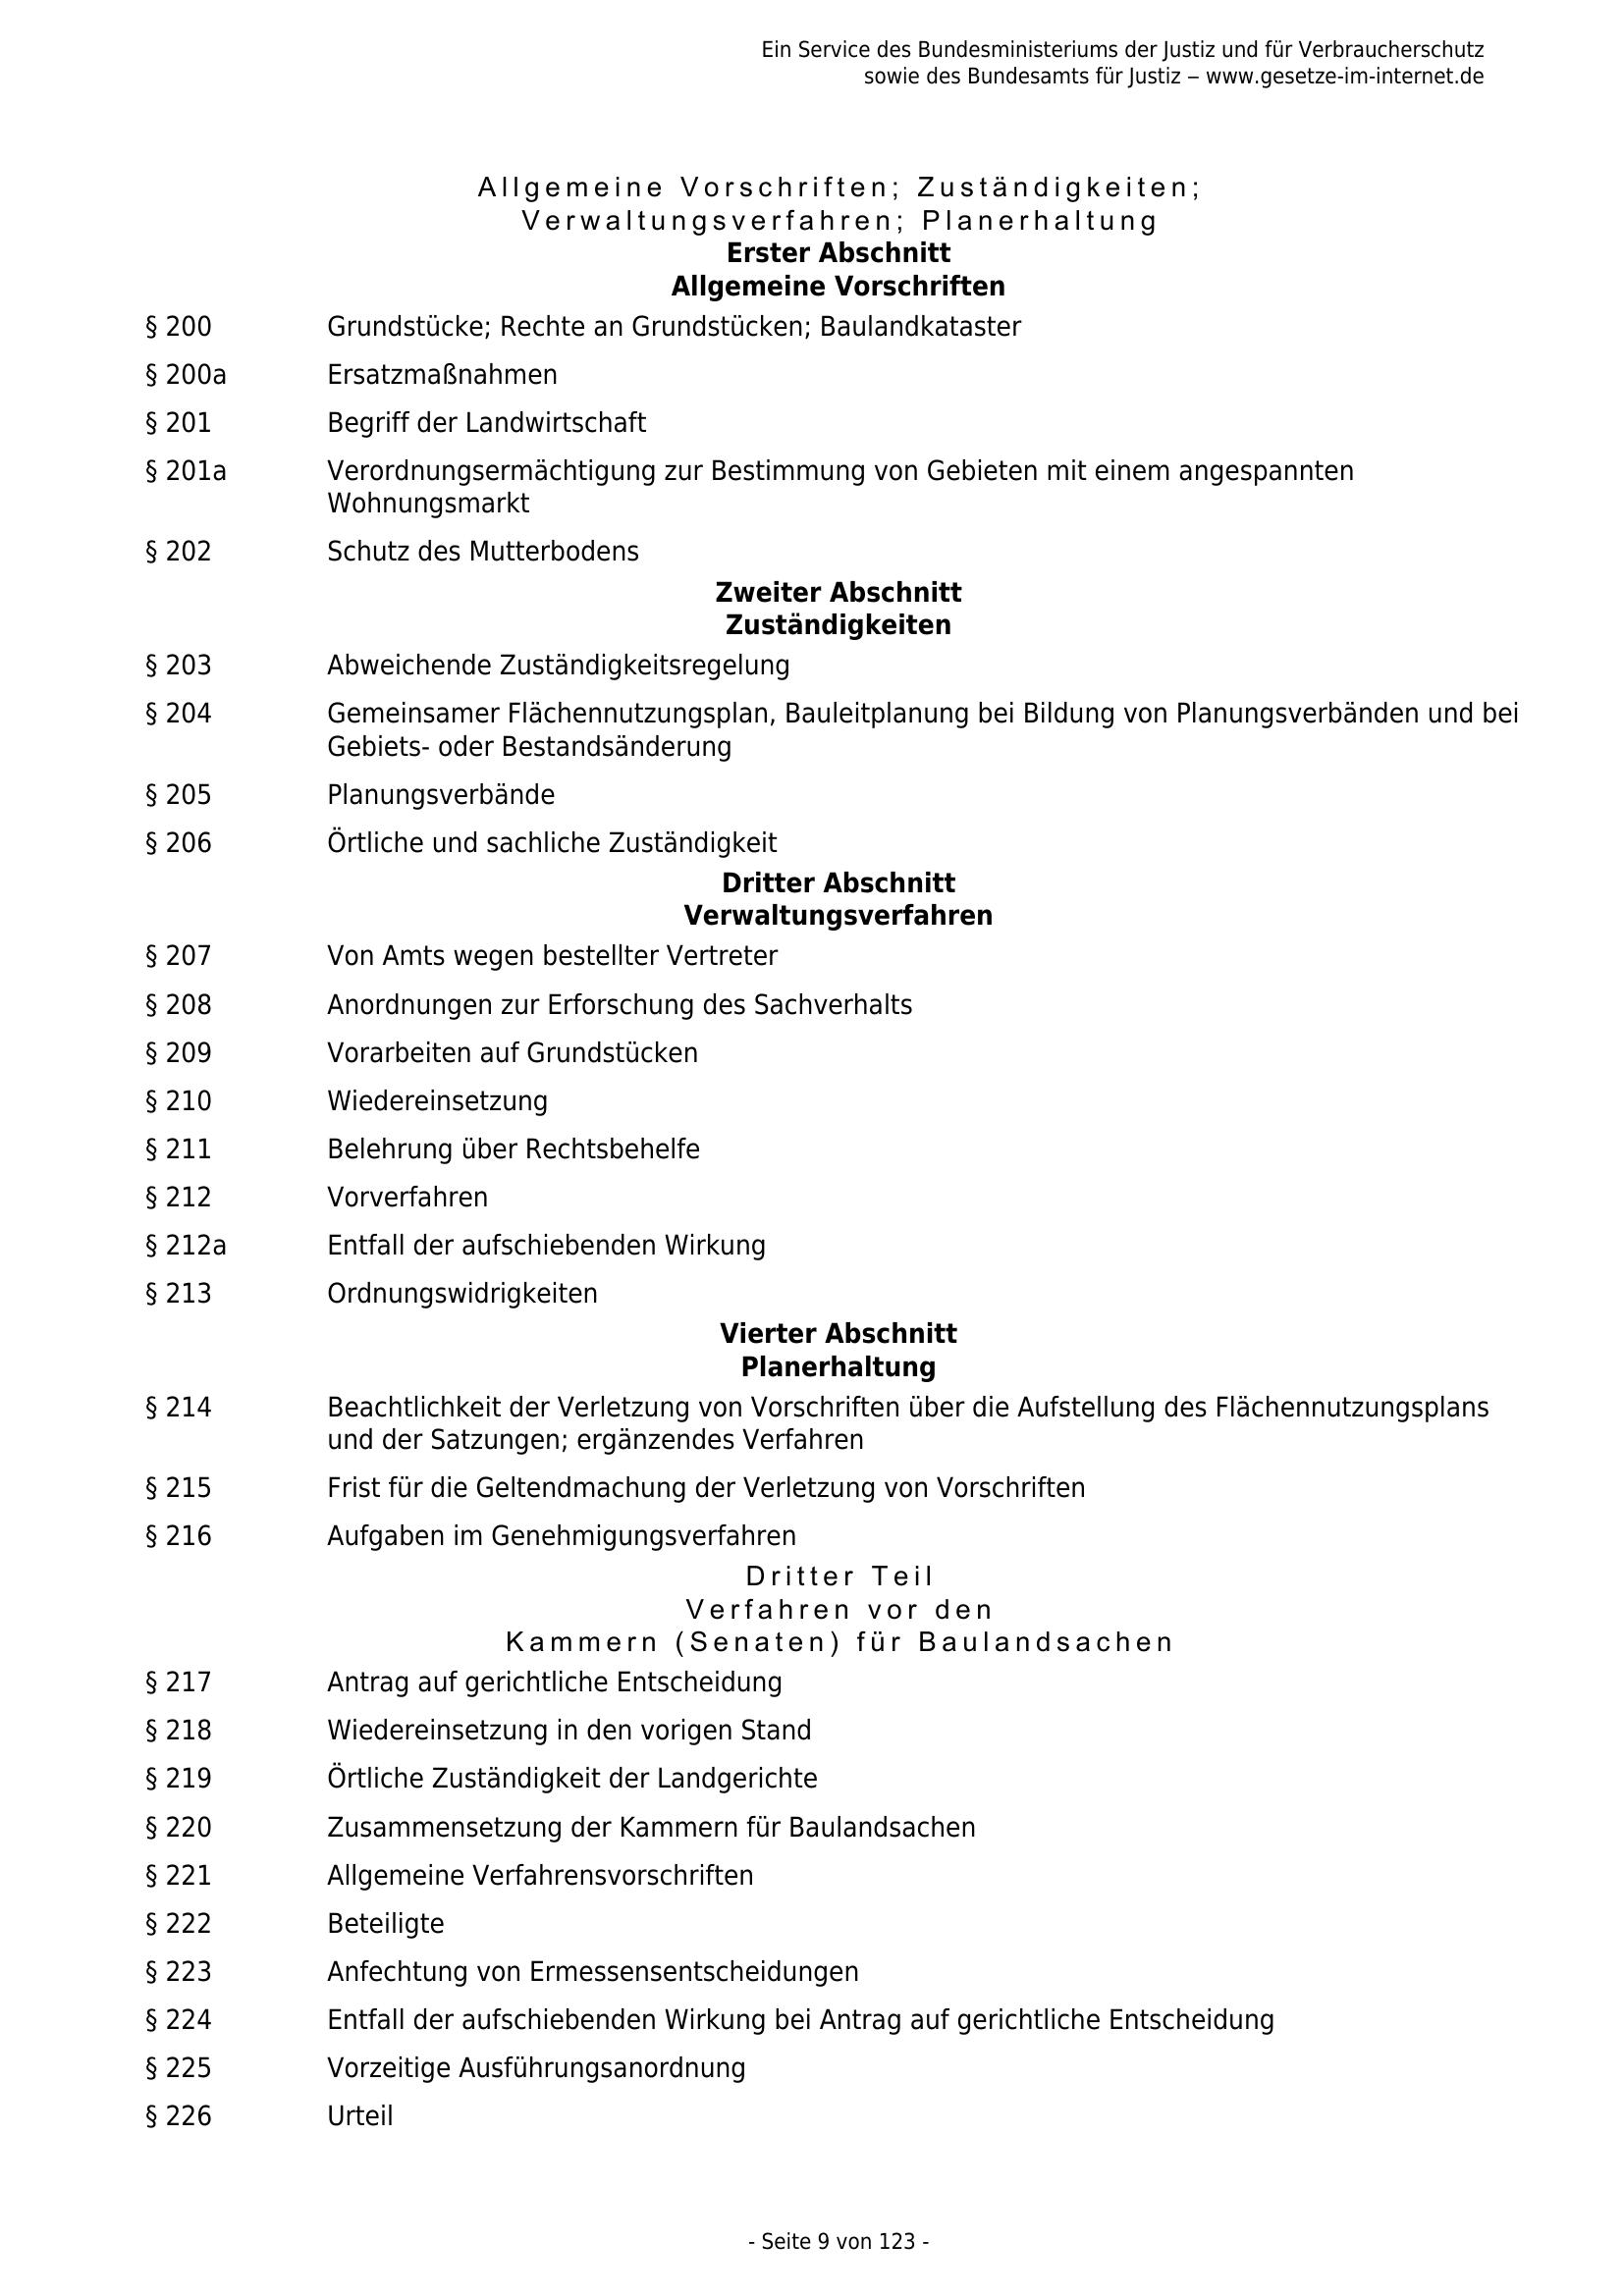 Ein Service des Bundesministeriums der Justiz und für Verbraucherschutz
sowie des Bundesamts für Justiz ‒ www.gesetze-im-internet.de
Allgemeine Vorschriften; Zuständigkeiten;
Verwaltungsverfahren; Planerhaltung
Erster Abschnitt
Allgemeine Vorschriften
§ 200 Grundstücke; Rechte an Grundstücken; Baulandkataster
§ 200a Ersatzmaßnahmen
§ 201 Begriff der Landwirtschaft
§ 201a Verordnungsermächtigung zur Bestimmung von Gebieten mit einem angespannten
Wohnungsmarkt
§ 202 Schutz des Mutterbodens
Zweiter Abschnitt
Zuständigkeiten
§ 203 Abweichende Zuständigkeitsregelung
§ 204 Gemeinsamer Flächennutzungsplan, Bauleitplanung bei Bildung von Planungsverbänden und bei
Gebiets- oder Bestandsänderung
§ 205 Planungsverbände
§ 206 Örtliche und sachliche Zuständigkeit
Dritter Abschnitt
Verwaltungsverfahren
§ 207 Von Amts wegen bestellter Vertreter
§ 208 Anordnungen zur Erforschung des Sachverhalts
§ 209 Vorarbeiten auf Grundstücken
§ 210 Wiedereinsetzung
§ 211 Belehrung über Rechtsbehelfe
§ 212 Vorverfahren
§ 212a Entfall der aufschiebenden Wirkung
§ 213 Ordnungswidrigkeiten
Vierter Abschnitt
Planerhaltung
§ 214 Beachtlichkeit der Verletzung von Vorschriften über die Aufstellung des Flächennutzungsplans
und der Satzungen; ergänzendes Verfahren
§ 215 Frist für die Geltendmachung der Verletzung von Vorschriften
§ 216 Aufgaben im Genehmigungsverfahren
Dritter Teil
Verfahren vor den
Kammern (Senaten) für Baulandsachen
§ 217 Antrag auf gerichtliche Entscheidung
§ 218 Wiedereinsetzung in den vorigen Stand
§ 219 Örtliche Zuständigkeit der Landgerichte
§ 220 Zusammensetzung der Kammern für Baulandsachen
§ 221 Allgemeine Verfahrensvorschriften
§ 222 Beteiligte
§ 223 Anfechtung von Ermessensentscheidungen
§ 224 Entfall der aufschiebenden Wirkung bei Antrag auf gerichtliche Entscheidung
§ 225 Vorzeitige Ausführungsanordnung
§ 226 Urteil
- Seite 9 von 123 -